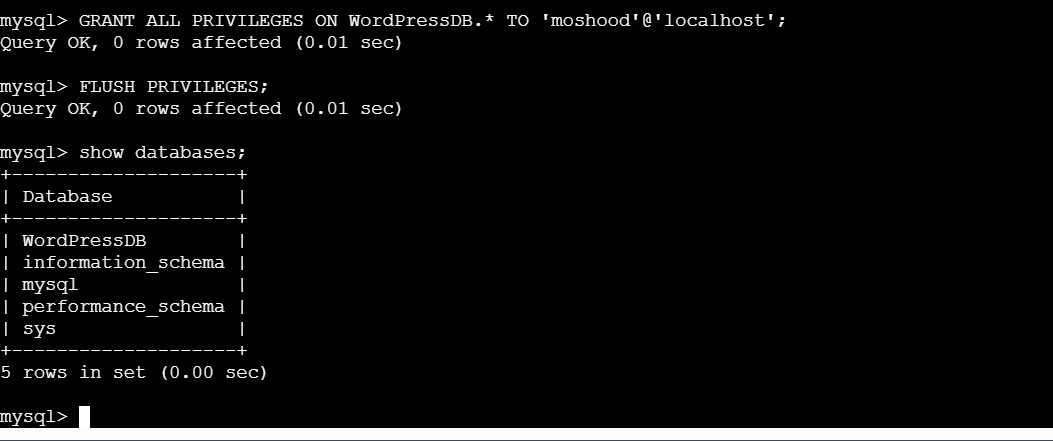 mysql> GRANT ALL PRIVILEGES ON WordPressDB.* TO 'moshood'@'localhost';
Query OK, 0 rows affected (0.01 sec)
mysql> FLUSH PRIVILEGES;
Query OK, 0 rows affected (0.01 sec)
mysql> show databases;
+--------------------+
| Database           |
+--------------------+
| WordPressDB        |
| information_schema |
| mysql              |
| performance_schema |
| sys                |
+--------------------+
5 rows in set (0.00 sec)
mysql>